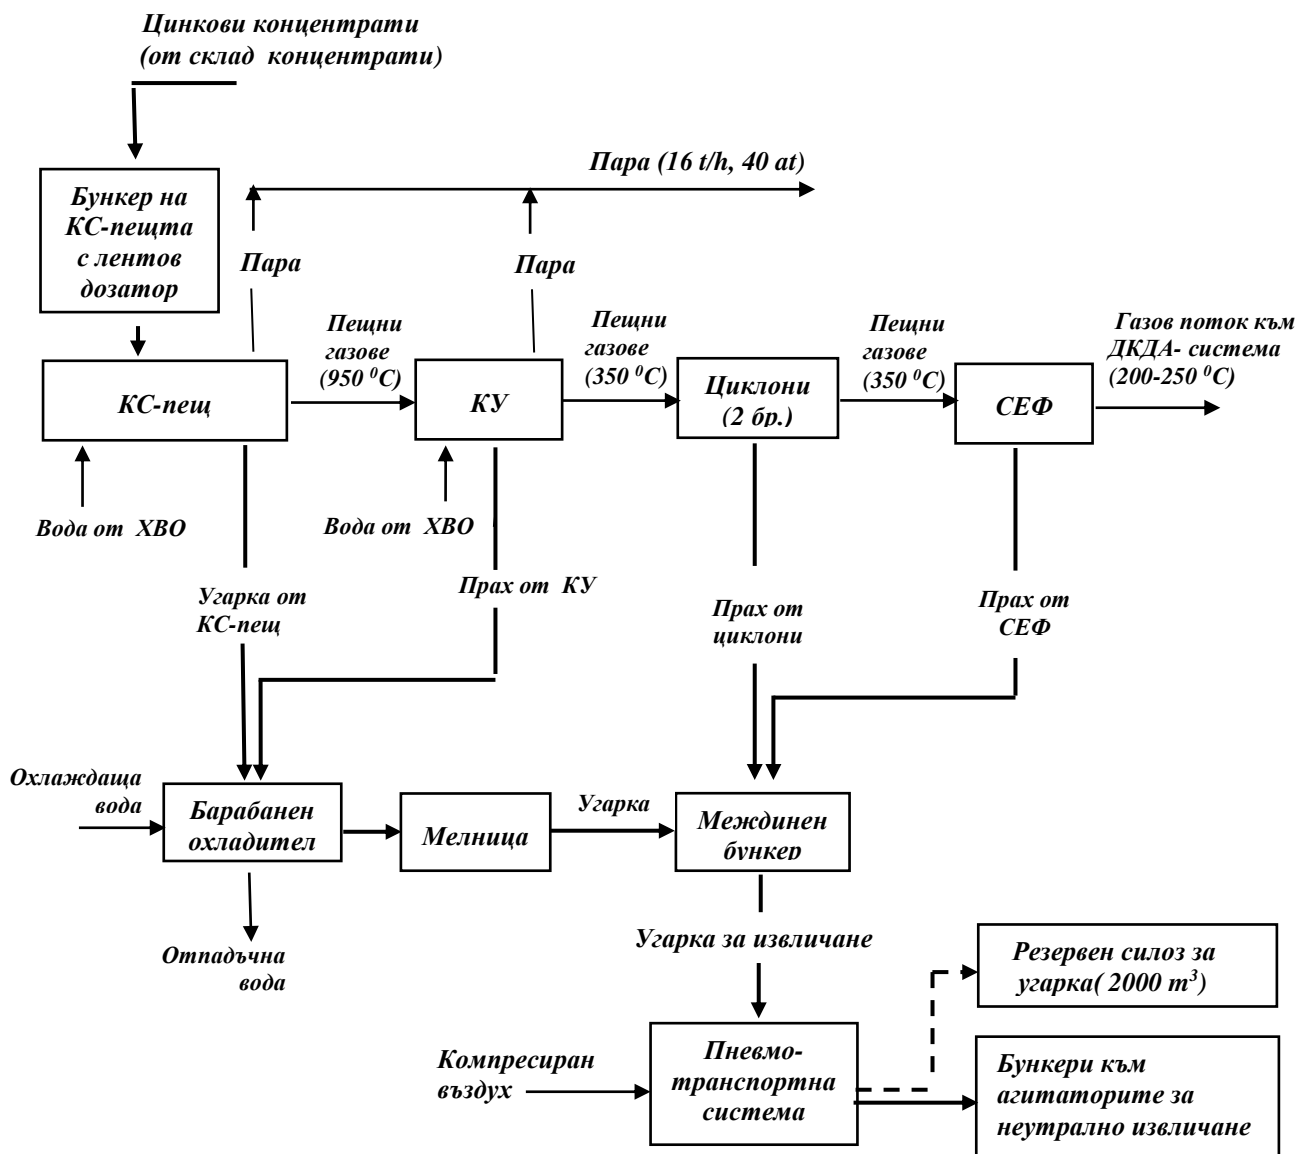 Цинкови концентрати
(от склад концентрати)
Пара (16 t/h, 40 at)
Бункер на
КС-пещта
с лентов
дозатор
Пара
Пара
Пещни
газове
(950 ⁰C)
Пещни
газове
(350 ⁰C)
Пещни
газове
(350 ⁰C)
Газов поток към
ДКДА- система
(200-250 ⁰C)
КС-пещ
КУ
Циклони
(2 бр.)
СЕФ
Вода от ХВО
Вода от ХВО
Угарка от
КС-пещ
Прах от КУ
Прах от
циклони
Прах от
СЕФ
Охлаждаща
вода
Барабанен
охладител
Мелница
Угарка
Междинен
бункер
Отпадъчна
вода
Угарка за извличане
Резервен силоз за
угарка( 2000 m³)
Компресиран
въздух
Пневмо-
транспортна
система
Бункери към
агитаторите за
неутрално извличане